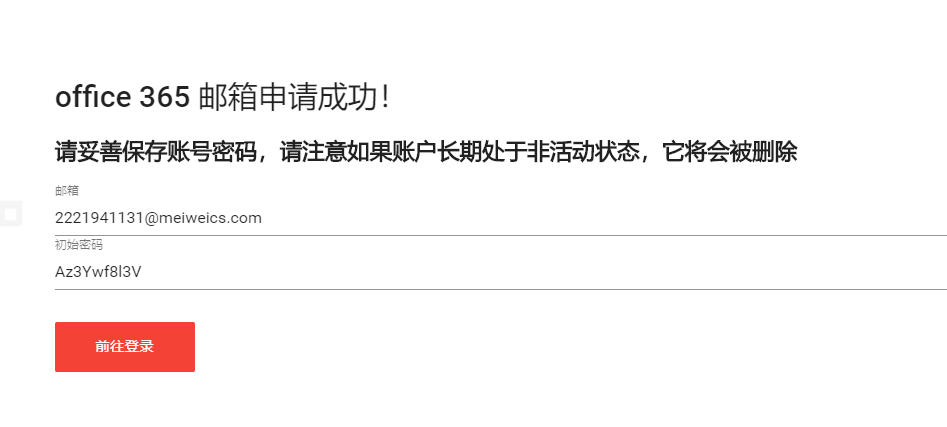 office 365 邮箱申请成功！
请妥善保存账号密码，请注意如果账户长期处于非活动状态，它将会被删除
邮箱
2221941131@meiweics.com
初始密码
Az3Ywf8l3V
前往登录